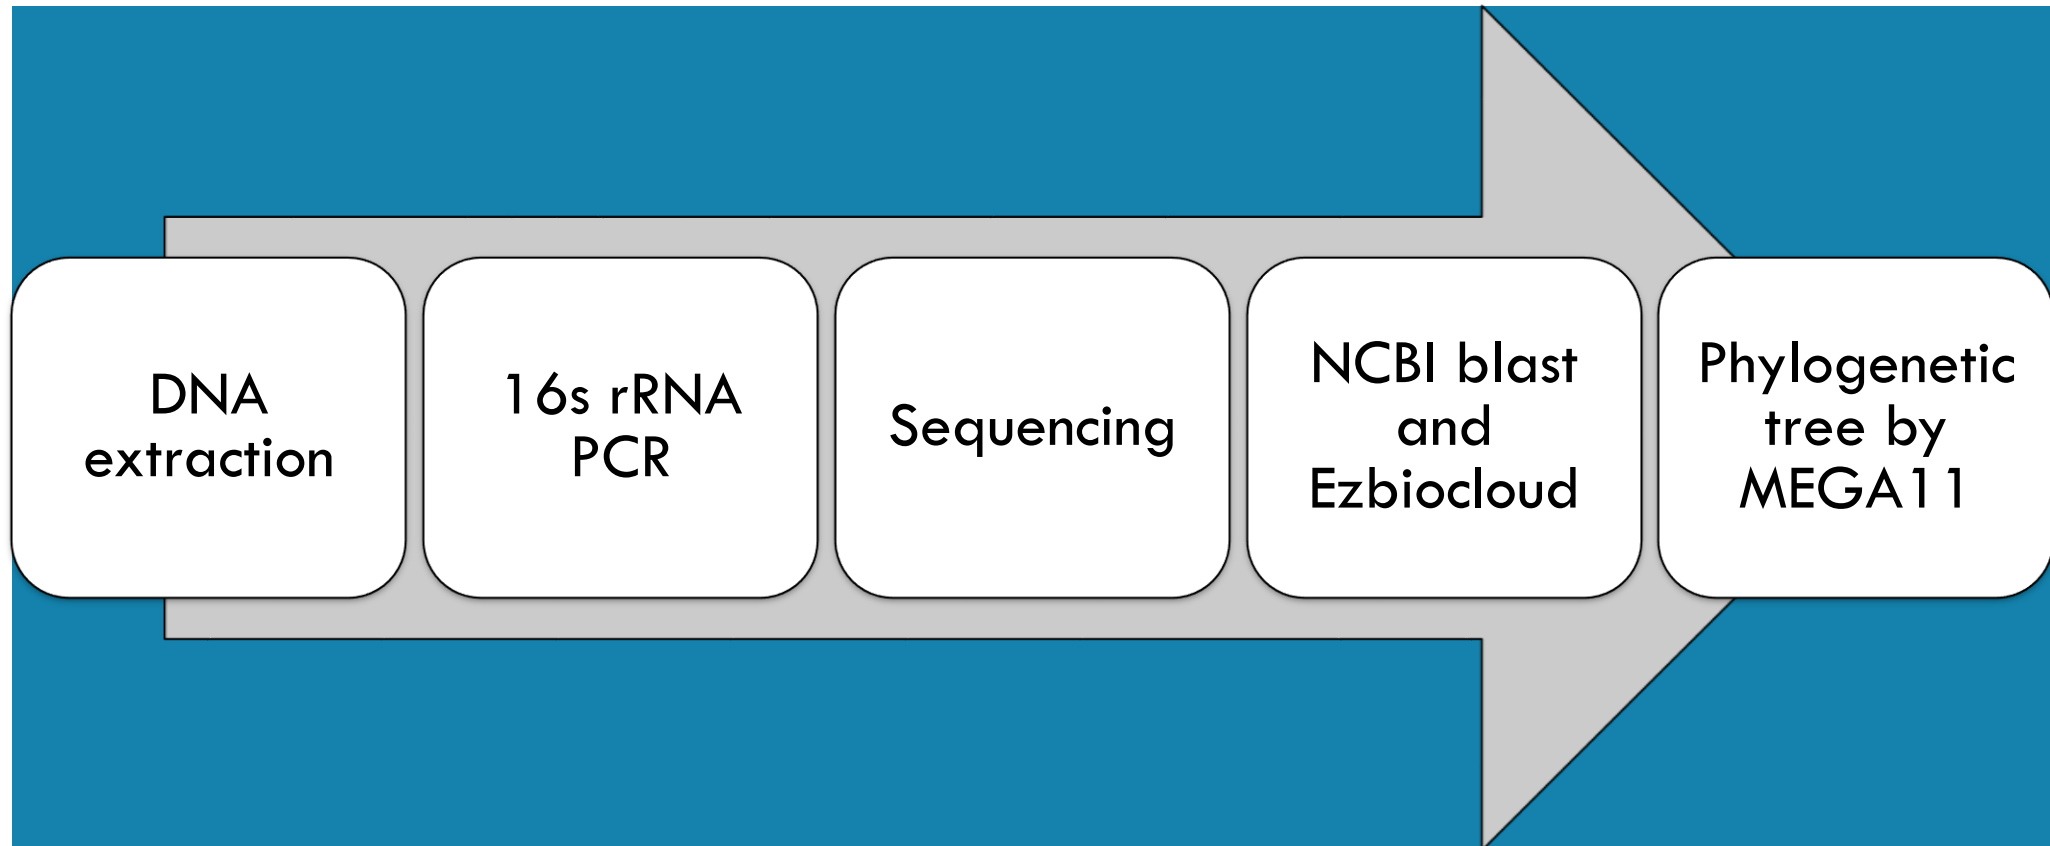 DNA
extraction
16s rRNA
PCR
Sequencing
NCBI blast
and
Ezbiocloud
Phylogenetic
tree by
MEGA11